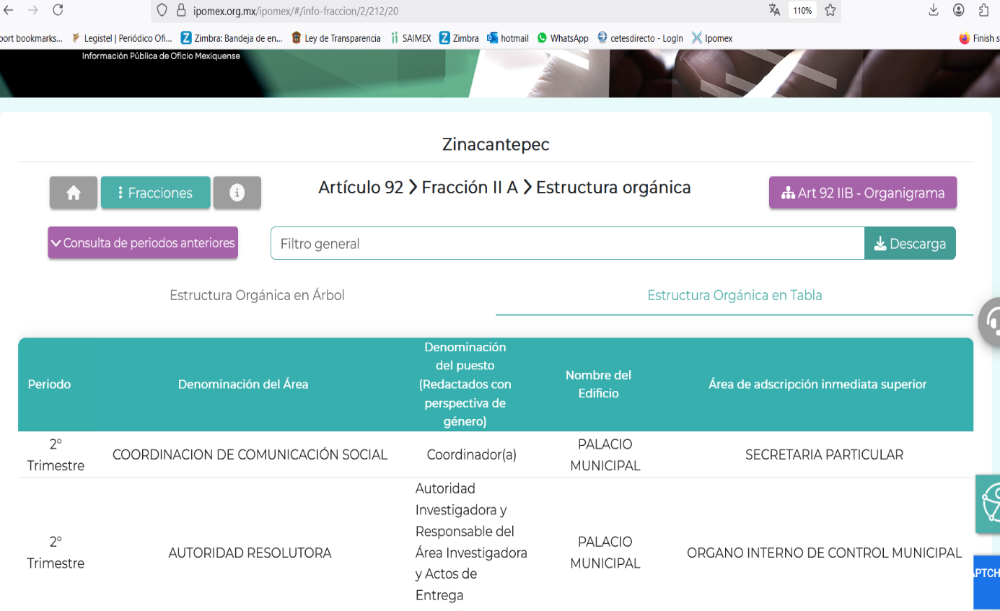 ipomex.org.mx/ipomex/#/info-fraccion/2/212/20
110%
port bookmarks...
Legistel | Periódico Ofi...
Zimbra: Bandeja de en...
Ley de Transparencia
SAIMEX
Zimbra
hotmail
WhatsApp
cetesdirecto - LogIn
Ipomex
Finish s
Información Pública de Oficio Mexiquense
Zinacantepec
Fracciones
Artículo 92 > Fracción II A > Estructura orgánica
Art 92 IIB - Organigrama
Consulta de periodos anteriores
Filtro general
Descarga
Estructura Orgánica en Árbol
Estructura Orgánica en Tabla
Periodo
Denominación del Área
Denominación
del puesto
(Redactados con
perspectiva de
género)
Nombre del
Edificio
Área de adscripción inmediata superior
2º
Trimestre
COORDINACION DE COMUNICACIÓN SOCIAL
Coordinador(a)
PALACIO
MUNICIPAL
SECRETARIA PARTICULAR
2º
Trimestre
AUTORIDAD RESOLUTORA
Autoridad
Investigadora y
Responsable del
Área Investigadora
y Actos de
Entrega
PALACIO
MUNICIPAL
ORGANO INTERNO DE CONTROL MUNICIPAL
APTCH